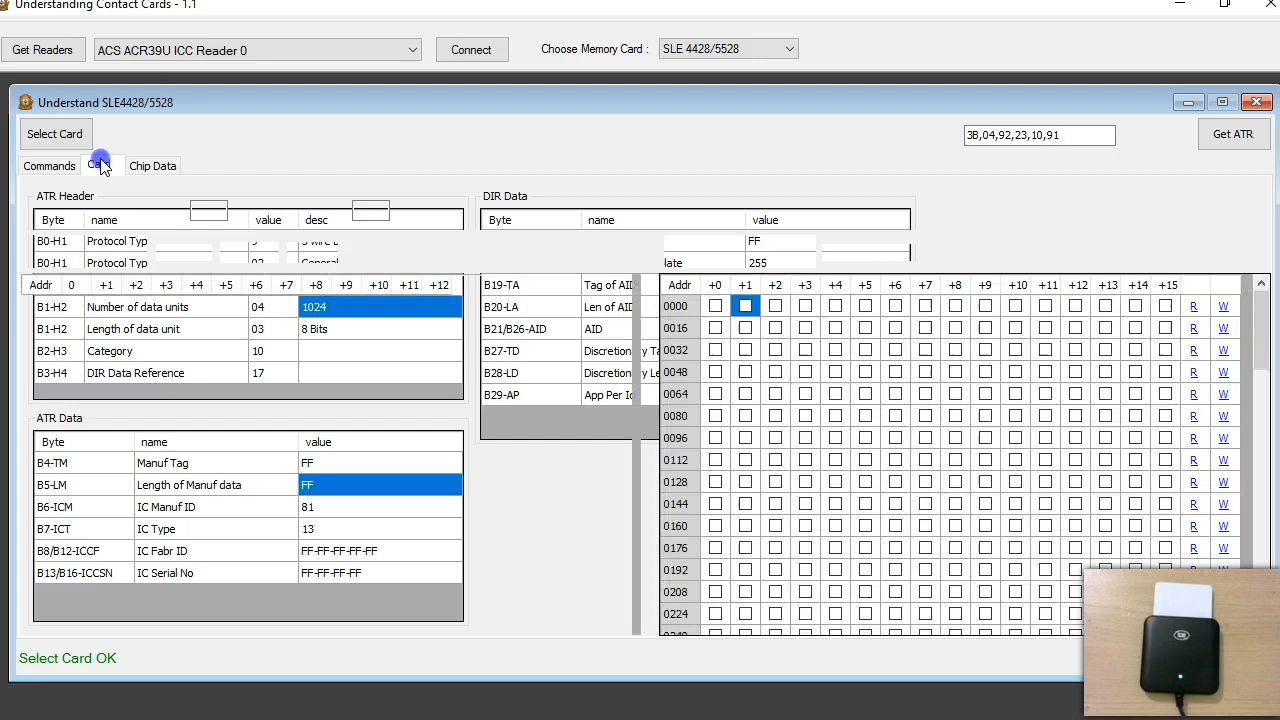 Understanding Contact Cards - 1.1
Get Readers ACS ACR39U ICC Reader 0 Connect Choose Memory Card : SLE 4428/5528
Understand SLE4428/5528
Select Card 3B,04,92,23,10,91 Get ATR
Commands Chip Data
ATR Header DIR Data
Byte name value desc Byte name value
B0-H1 Protocol Typ FF
B0-H1 Protocol Typ 255
Addr 0 +1 +2 +3 +4 +5 +6 +7 +8 +9 +10 +11 +12 B19-TA Tag of AID Addr +0 +1 +2 +3 +4 +5 +6 +7 +8 +9 +10 +11 +12 +13 +14 +15
B1-H2 Number of data units 04 1024 B20-LA Len of AID 0000 R W
B1-H2 Length of data unit 03 8 Bits B21/B26-AID AID 0016 R W
B2-H3 Category 10 B27-TD Discretionary Ta 0032 R W
B3-H4 DIR Data Reference 17 B28-LD Discretionary Le 0048 R W
B29-AP App Per Ic 0064 R W
0080 R W
ATR Data 0096 R W
Byte name value 0112 R W
B4-TM Manuf Tag FF 0128 R W
B5-LM Length of Manuf data FF 0144 R W
B6-ICM IC Manuf ID 81 0160 R W
B7-ICT IC Type 13 0176 R W
B8/B12-ICCF IC Fabr ID FF-FF-FF-FF-FF 0192 R W
B13/B16-ICCSN IC Serial No FF-FF-FF-FF 0208
0224
Select Card OK